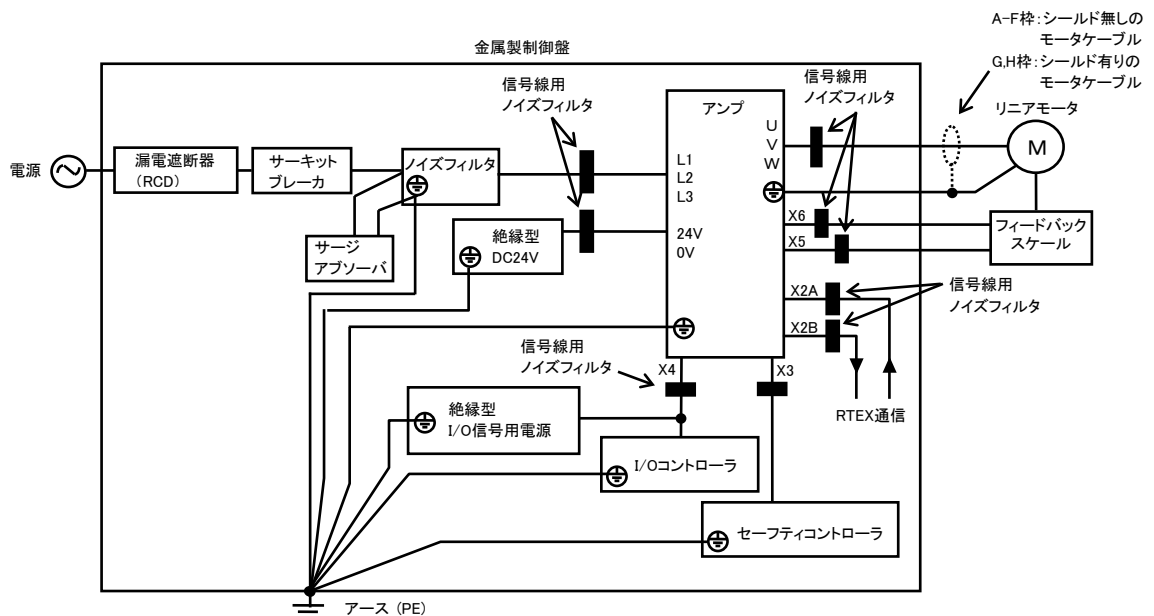 A-F枠:シールド無しの
モータケーブル
G,H枠:シールド有りの
モータケーブル
金属製制御盤
信号線用
ノイズフィルタ
信号線用
ノイズフィルタ
リニアモータ
アンプ
U
V
W
M
電源
漏電遮断器
(RCD)
サーキット
ブレーカ
ノイズフィルタ
L1
L2
L3
サージ
アブソーバ
絶縁型
DC24V
24V
0V
X6
X5
フィードバック
スケール
X2A
X2B
信号線用
ノイズフィルタ
RTEX通信
信号線用
ノイズフィルタ
X4
X3
絶縁型
I/O信号用電源
I/Oコントローラ
セーフティコントローラ
アース (PE)